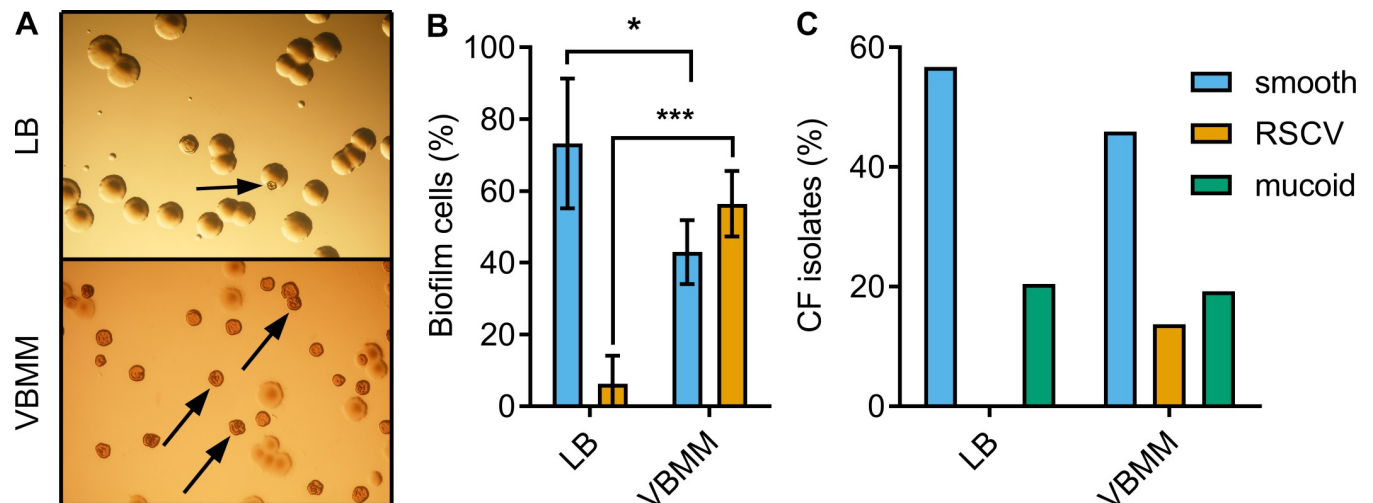 A
LB
VBMM
B
Biofilm cells (%)
100
80
60
40
20
0
*
***
LB
VBMM
C
CF isolates (%)
60
40
20
0
LB
VBMM
smooth
RSCV
mucoid